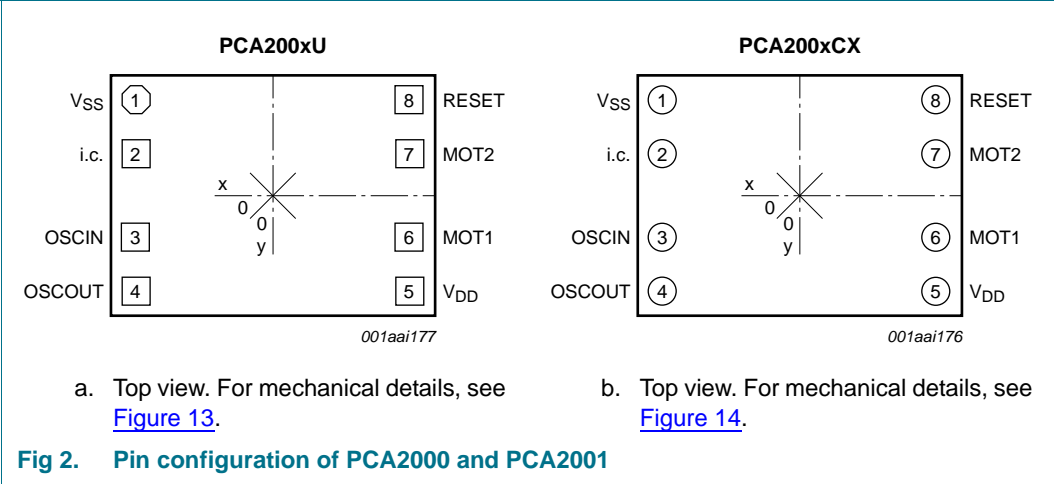 PCA200xU
VSS 1 8 RESET
i.c. 2 7 MOT2
x
0
0
y
OSCIN 3 6 MOT1
OSCOUT 4 5 VDD
001aai177
a. Top view. For mechanical details, see
Figure 13.
PCA200xCX
VSS 1 8 RESET
i.c. 2 7 MOT2
x
0
0
y
OSCIN 3 6 MOT1
OSCOUT 4 5 VDD
001aai176
b. Top view. For mechanical details, see
Figure 14.
Fig 2. Pin configuration of PCA2000 and PCA2001